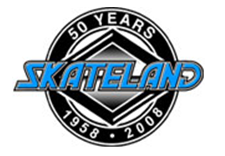 50 YEARS
SKATELAND
1958 • 2008